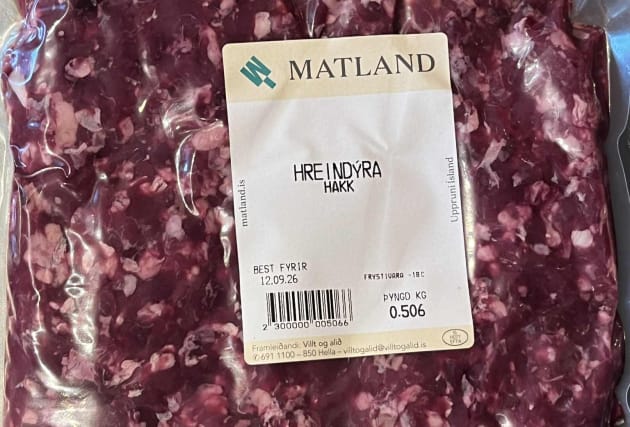 MATLAND
HREINDÝRA
HAKK
matland.is
Uppruni Ísland
BEST FYRIR
12.09.26
FRYSTIVARA -18C
ÞYNGD KG
0.506
2 300000 005066
Framleiðandi: Villt og alið
✆ 691 1100 – 850 Hella – villtogalid@villtogalid.is
IS